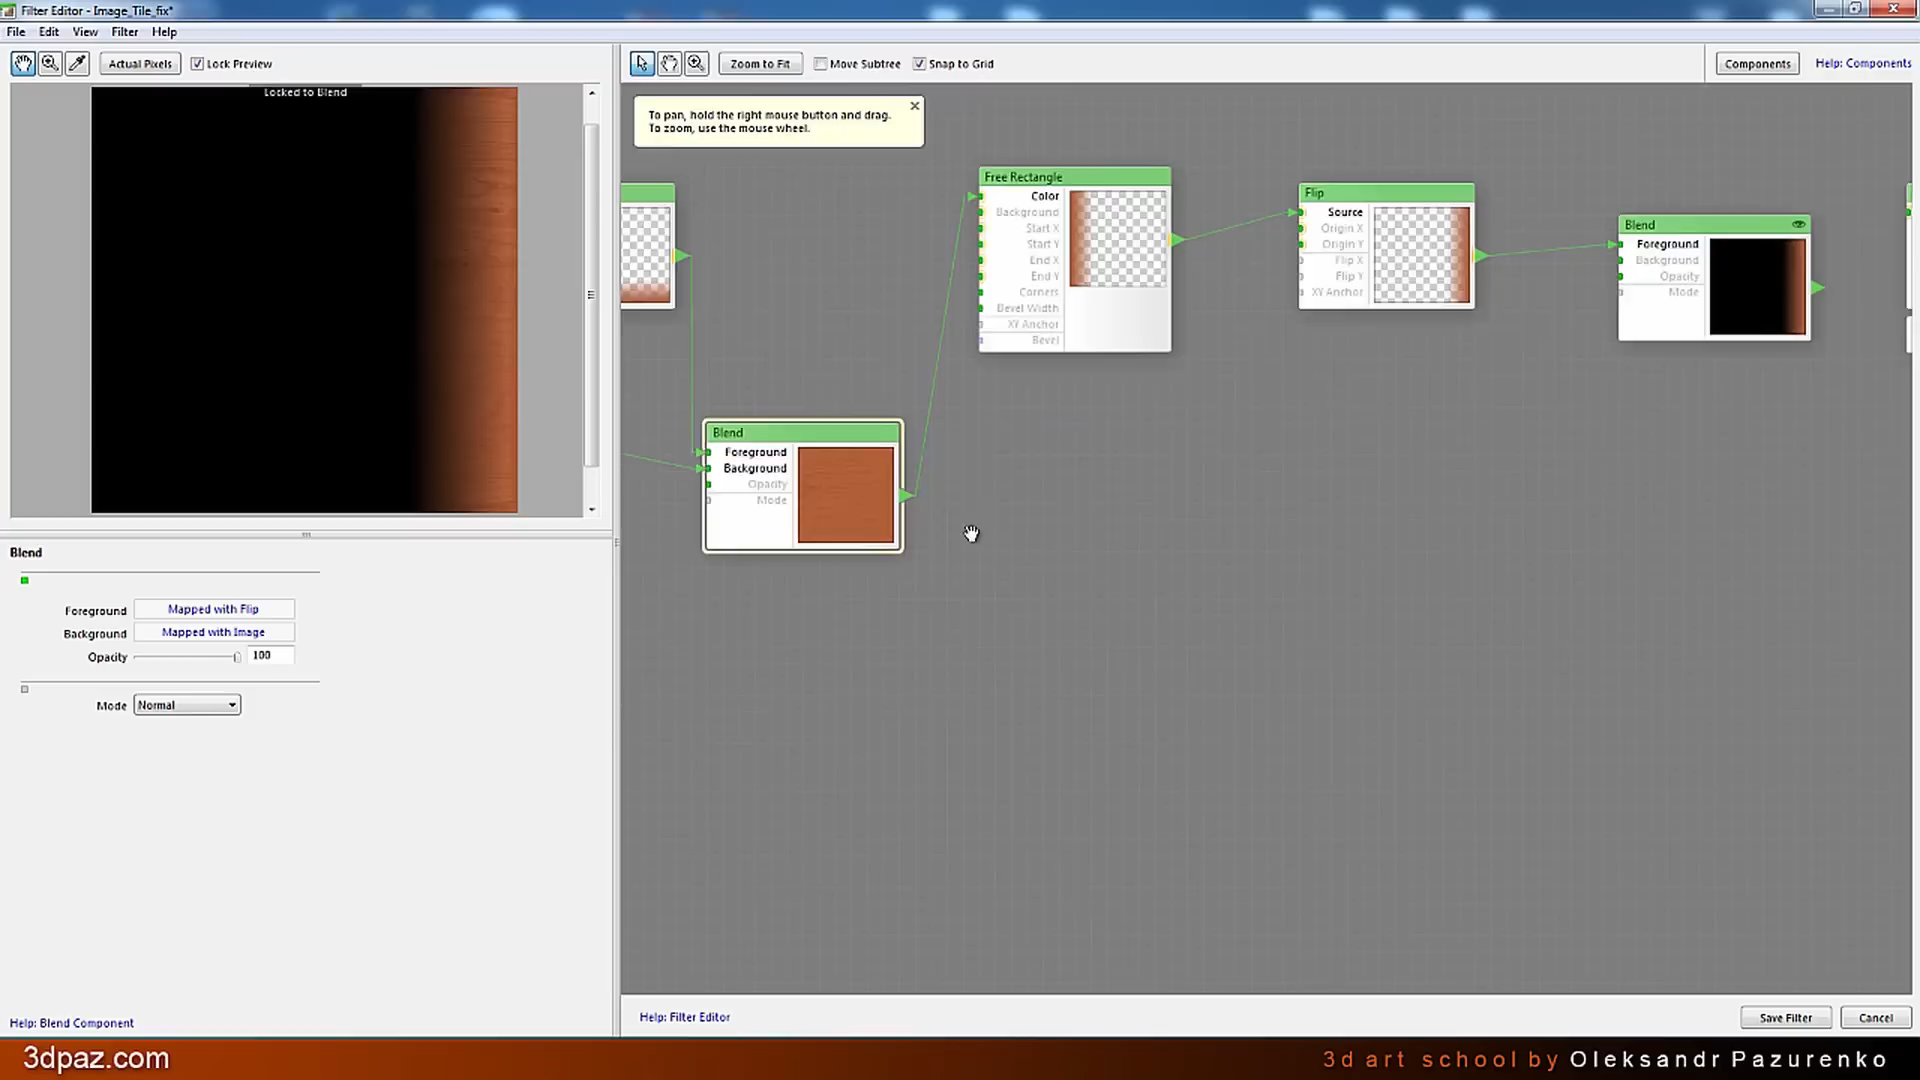 Filter Editor - Image_Tile_fix*
File Edit View Filter Help
Actual Pixels Lock Preview
Zoom to Fit Move Subtree Snap to Grid
Components Help: Components
Locked to Blend
To pan, hold the right mouse button and drag.
To zoom, use the mouse wheel.
Free Rectangle
Color
Background
Start X
Start Y
End X
End Y
Corners
Bevel Width
XY Anchor
Bevel
Flip
Source
Origin X
Origin Y
Flip X
Flip Y
XY Anchor
Blend
Foreground
Background
Opacity
Mode
Blend
Foreground
Background
Opacity
Mode
Blend
Foreground Mapped with Flip
Background Mapped with Image
Opacity 100
Mode Normal
Help: Blend Component
Help: Filter Editor
Save Filter Cancel
3dpaz.com
3d art school by Oleksandr Pazurenko